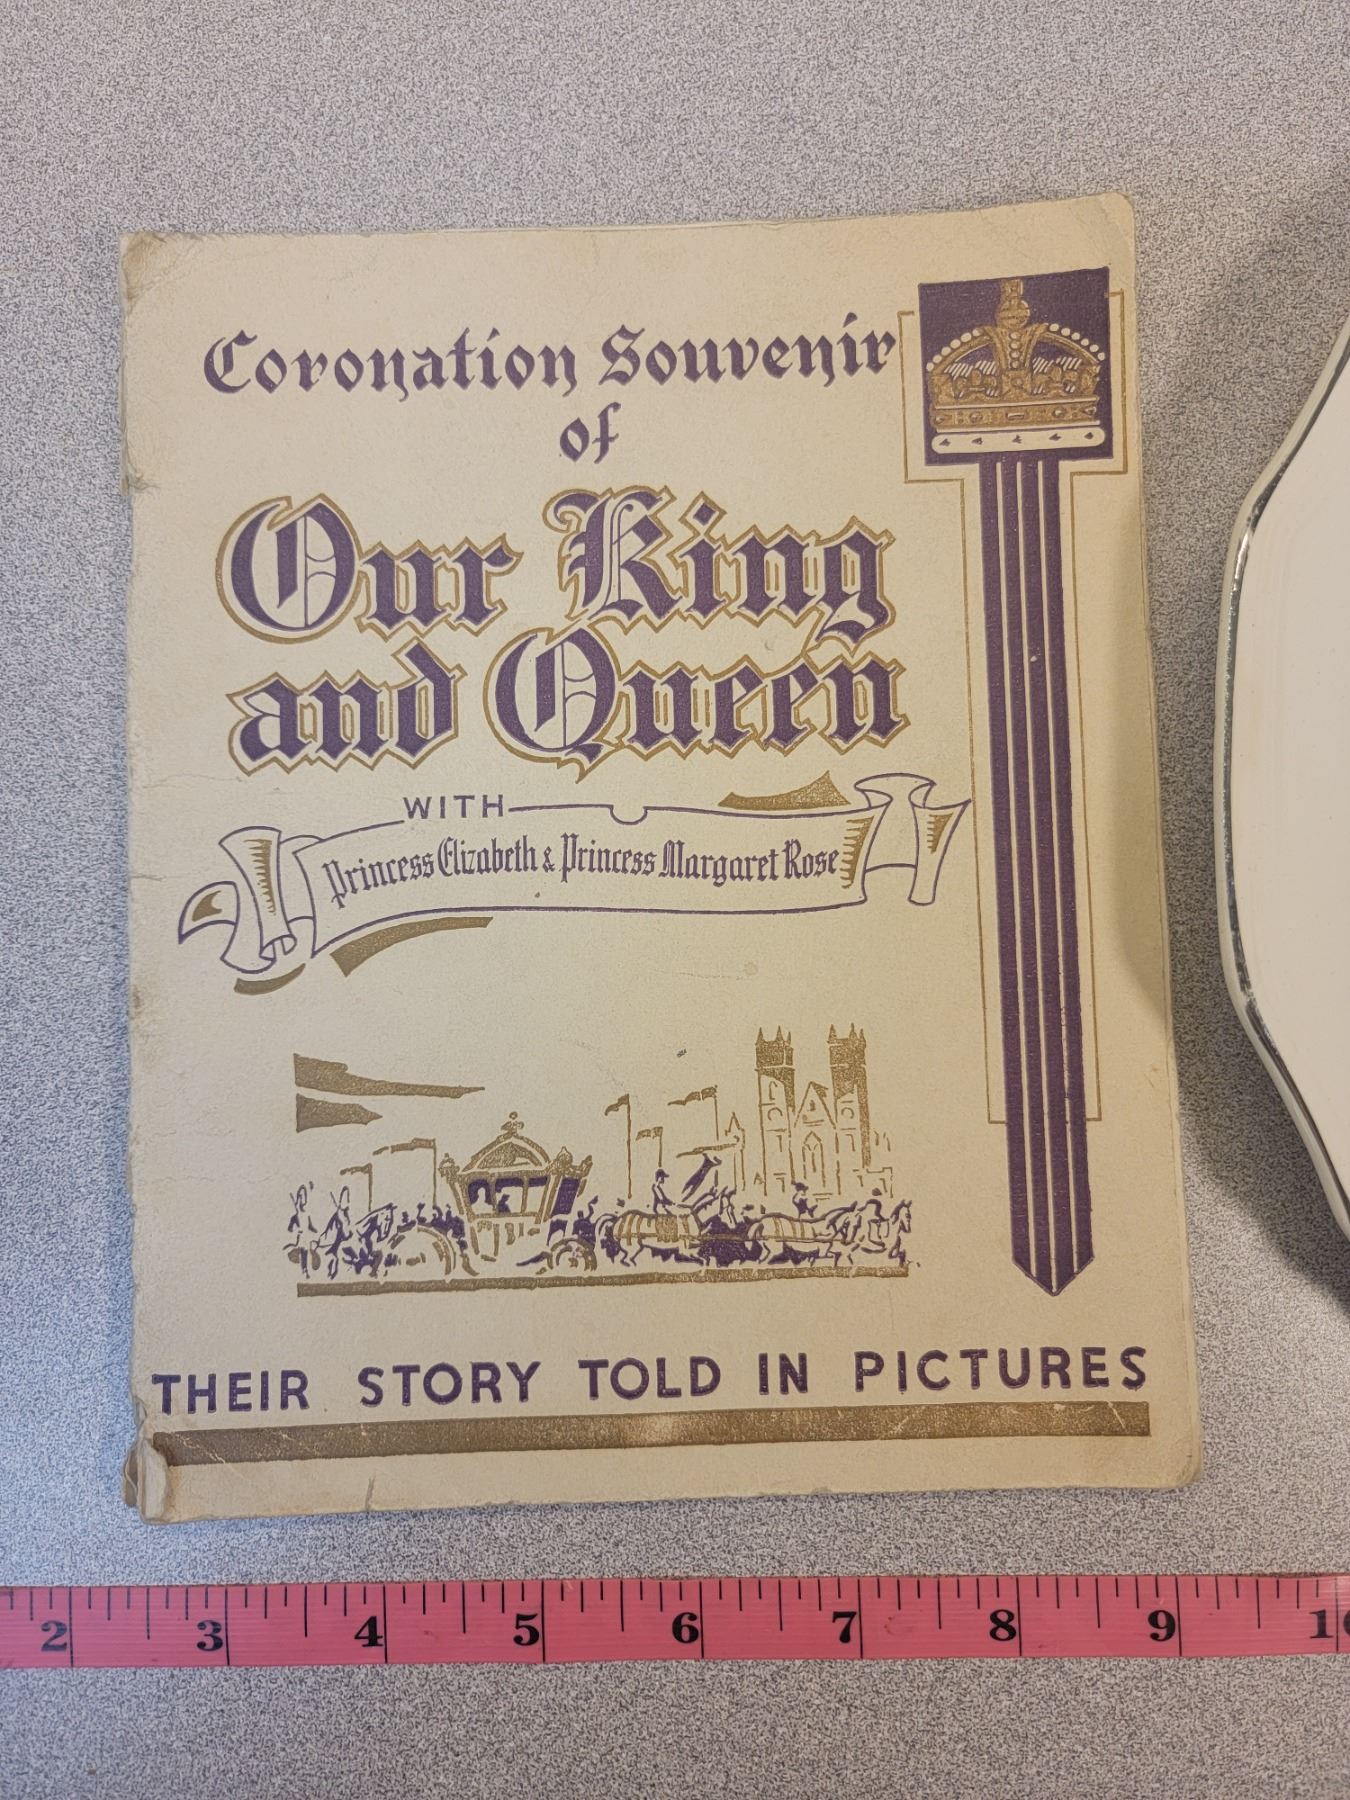 Coronation Souvenir
of
Our King
and Queen
WITH
Princess Elizabeth & Princess Margaret Rose
THEIR STORY TOLD IN PICTURES
2 3 4 5 6 7 8 9 10